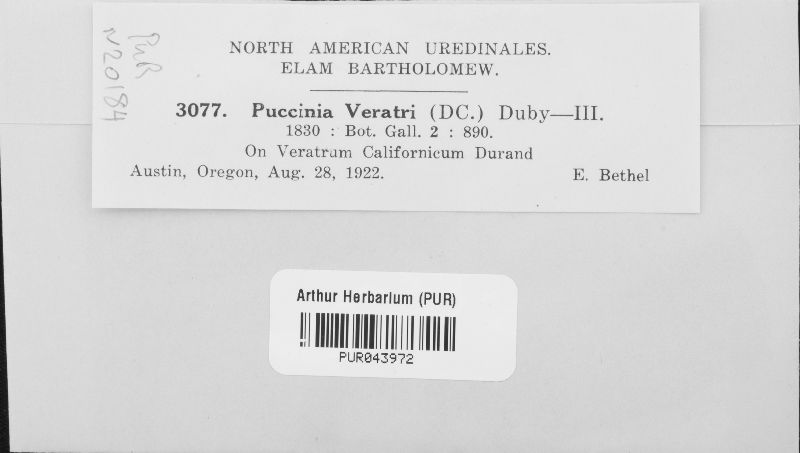 PUR
N20184
NORTH AMERICAN UREDINALES.
ELAM BARTHOLOMEW.
3077. Puccinia Veratri (DC.) Duby—III.
1830 : Bot. Gall. 2 : 890.
On Veratrum Californicum Durand
Austin, Oregon, Aug. 28, 1922. E. Bethel
Arthur Herbarium (PUR)
PUR043972